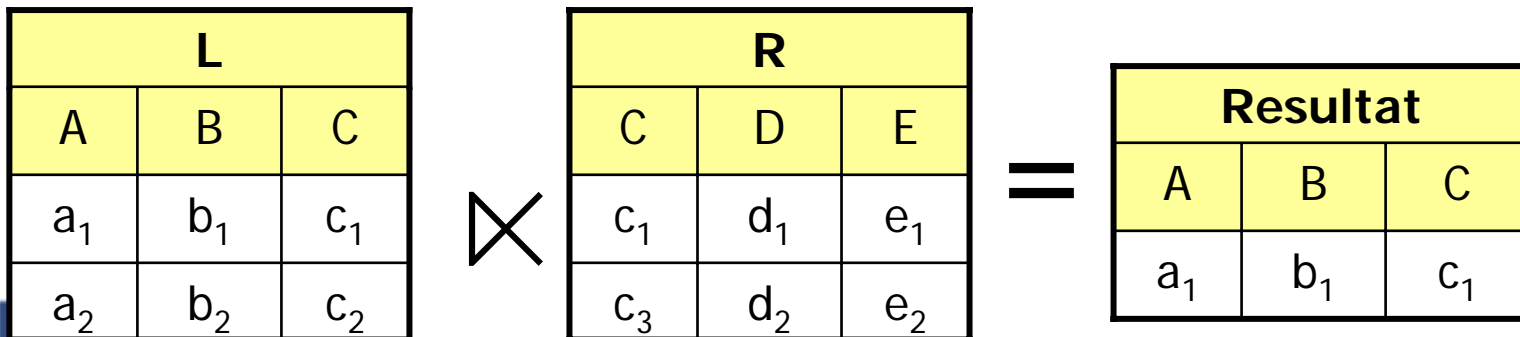 L
A B C
a₁ b₁ c₁
a₂ b₂ c₂
⋉
R
C D E
c₁ d₁ e₁
c₃ d₂ e₂
=
Resultat
A B C
a₁ b₁ c₁